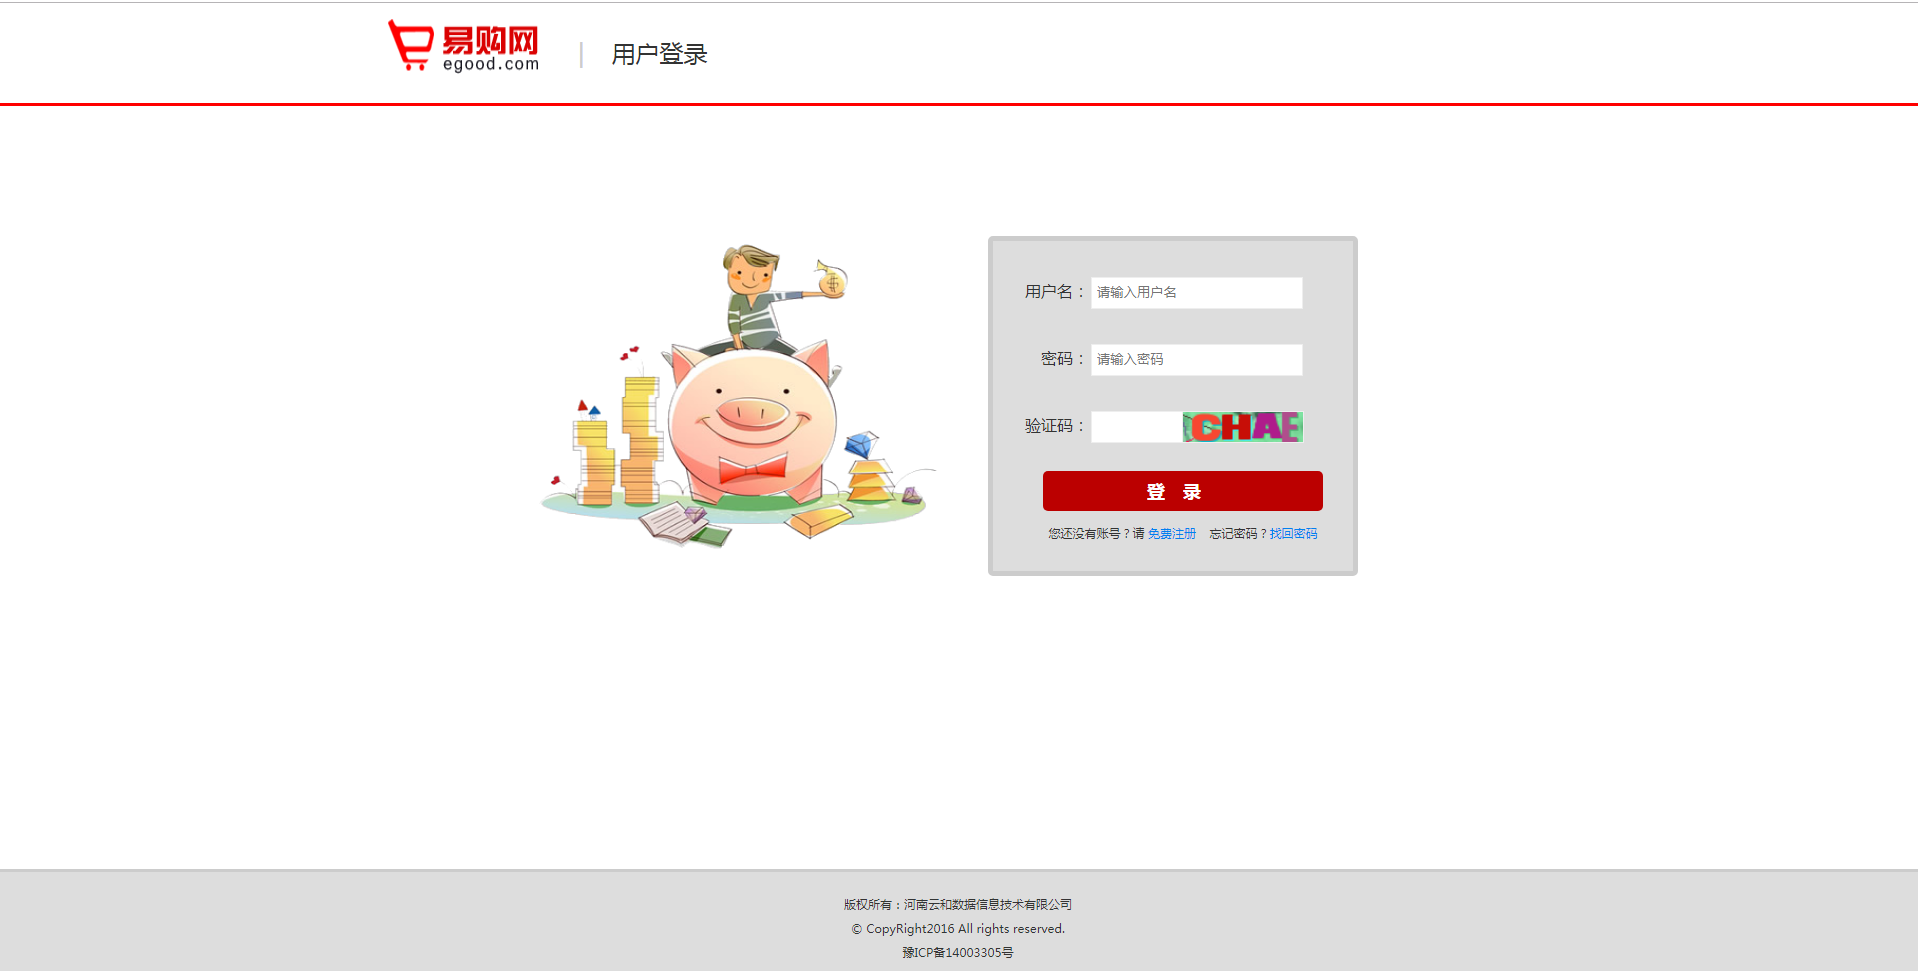 易购网
egood.com
| 用户登录
用户名：请输入用户名
密码：请输入密码
验证码：CHAE
登 录
您还没有账号？请 免费注册 忘记密码？找回密码
版权所有：河南云和数据信息技术有限公司
© CopyRight2016 All rights reserved.
豫ICP备14003305号